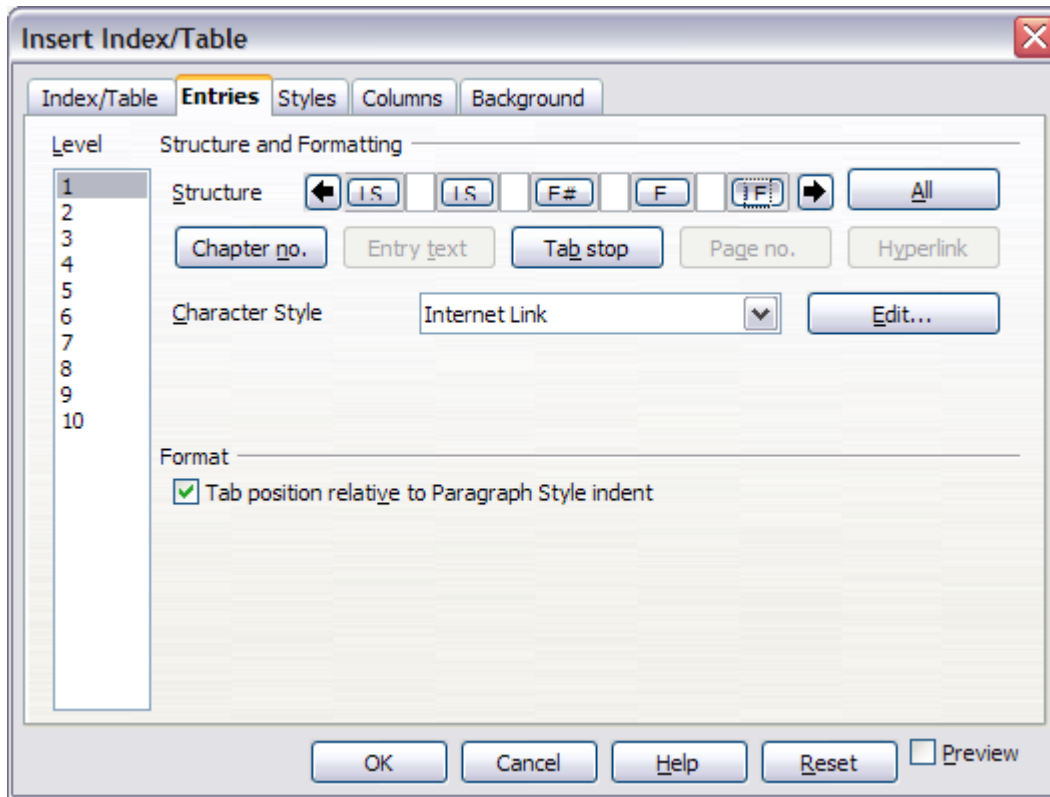 Insert Index/Table
Index/Table Entries Styles Columns Background
Level Structure and Formatting
Structure LS LS E# E LE All
Chapter no. Entry text Tab stop Page no. Hyperlink
Character Style Internet Link Edit...
1
2
3
4
5
6
7
8
9
10
Format
Tab position relative to Paragraph Style indent
OK Cancel Help Reset Preview